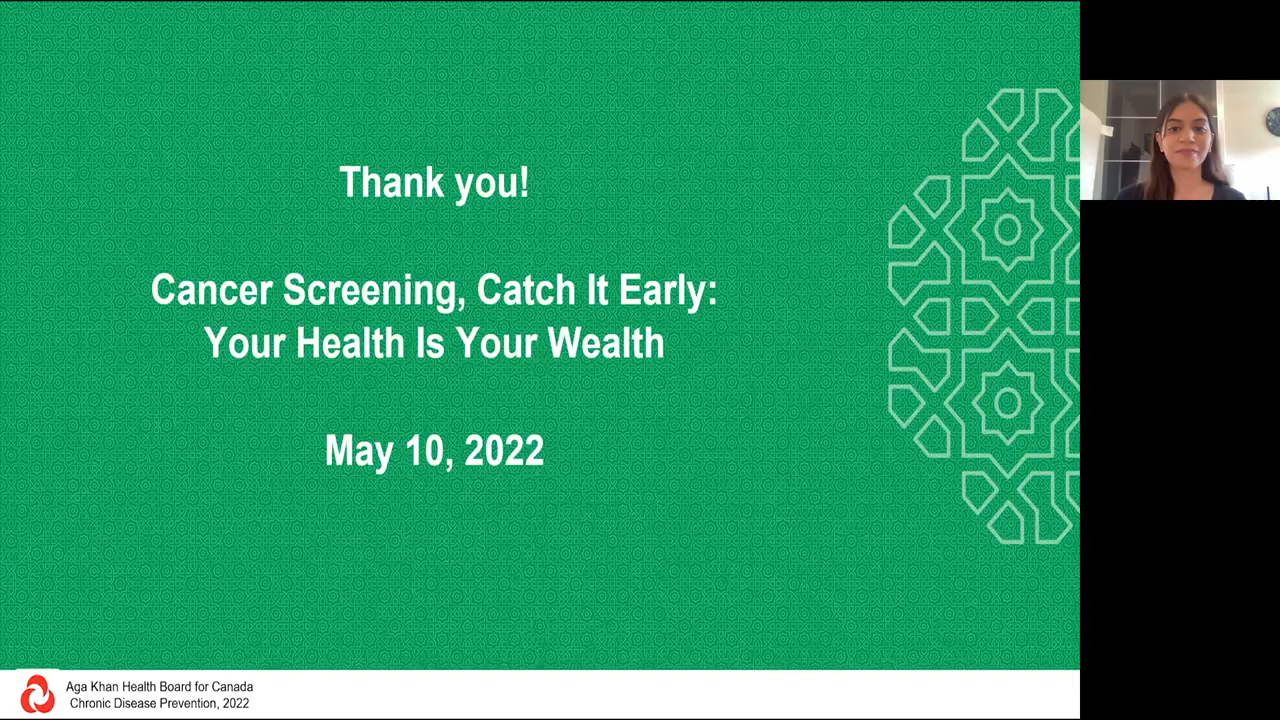 Thank you!
Cancer Screening, Catch It Early:
Your Health Is Your Wealth
May 10, 2022
Aga Khan Health Board for Canada
Chronic Disease Prevention, 2022